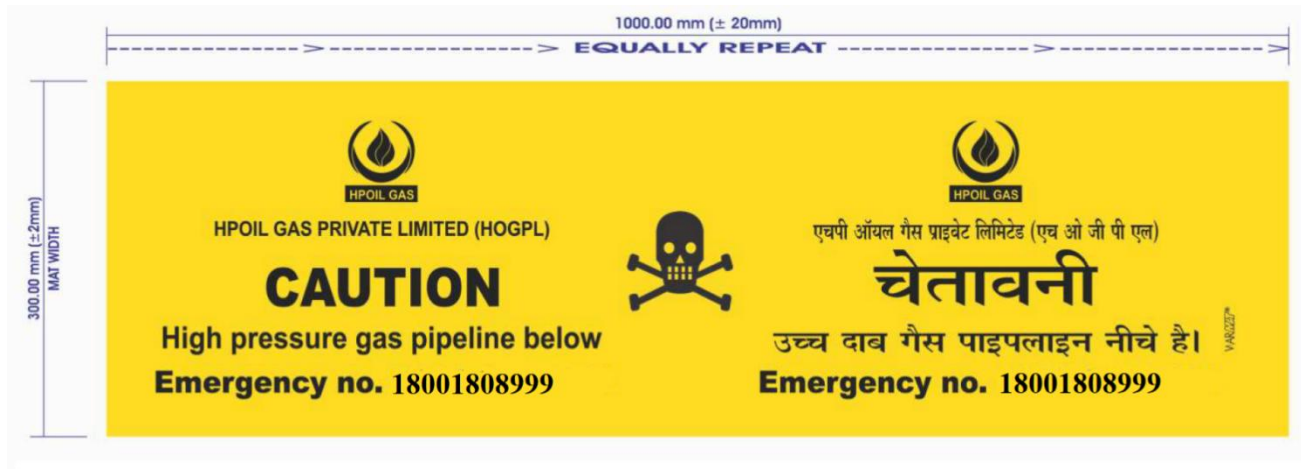 1000.00 mm (± 20mm)
EQUALLY REPEAT
300.00 mm (±2mm)
MAT WIDTH
HPOIL GAS
HPOIL GAS PRIVATE LIMITED (HOGPL)
CAUTION
High pressure gas pipeline below
Emergency no. 18001808999
HPOIL GAS
एचपी ऑयल गैस प्राइवेट लिमिटेड (एच ओ जी पी एल)
चेतावनी
उच्च दाब गैस पाइपलाइन नीचे है।
Emergency no. 18001808999